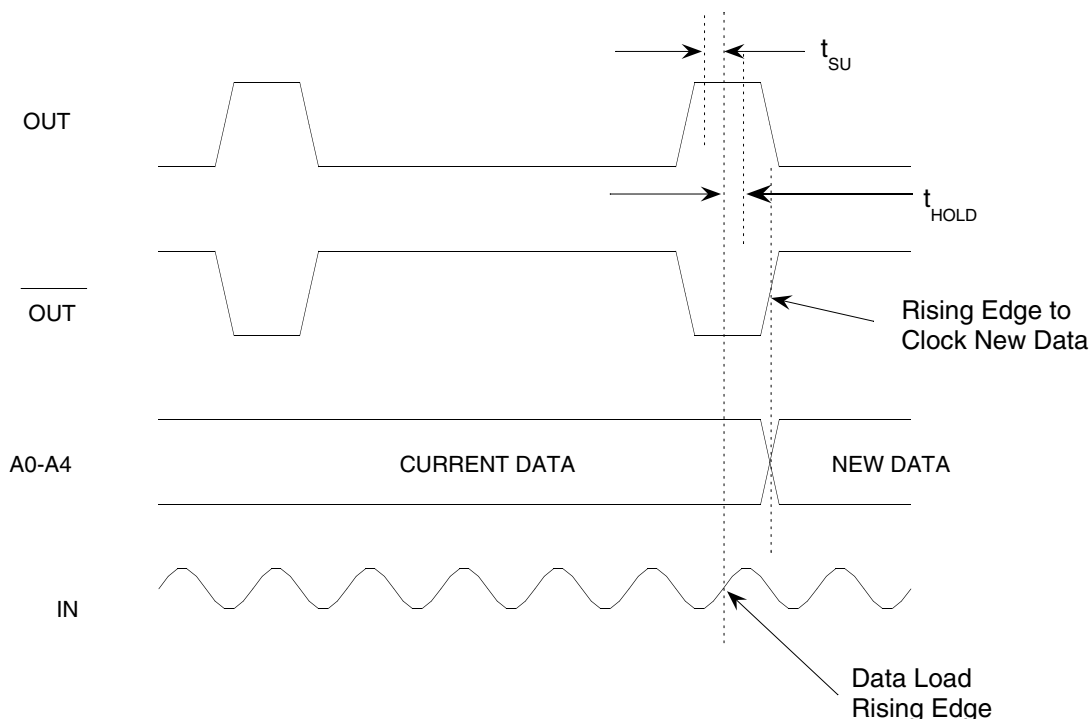 t_SU
OUT
t_HOLD
OUT
Rising Edge to
Clock New Data
A0-A4
CURRENT DATA
NEW DATA
IN
Data Load
Rising Edge